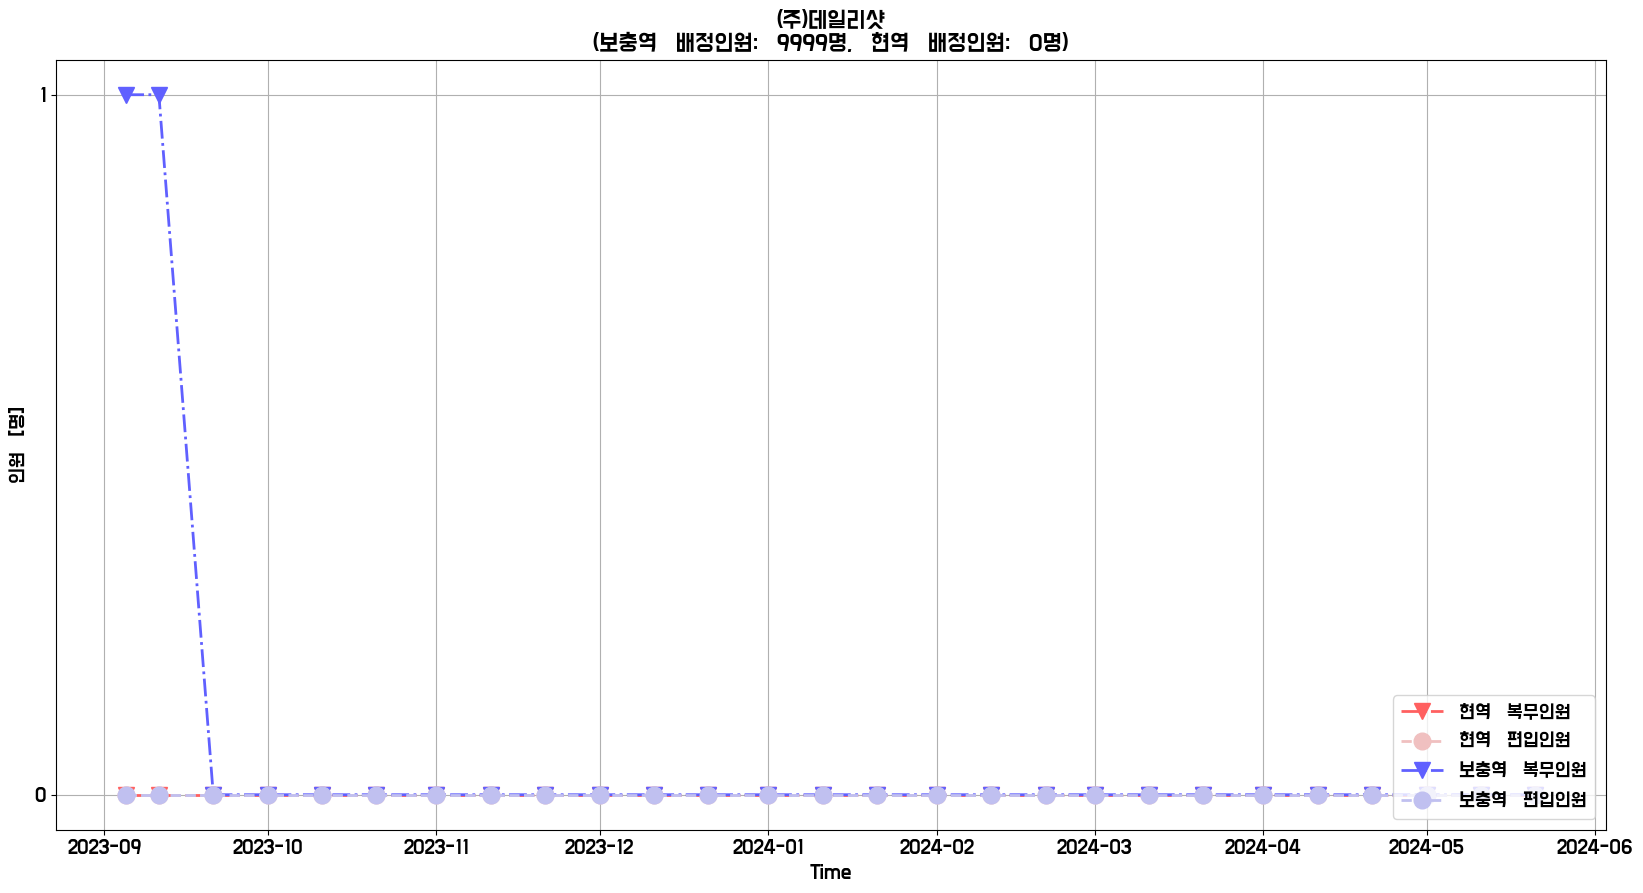 (주)데일리샷
(보충역 배정인원: 9999명, 현역 배정인원: 0명)
인원 [명]
1
0
현역 복무인원
현역 편입인원
보충역 복무인원
보충역 편입인원
2023-09 2023-10 2023-11 2023-12 2024-01 2024-02 2024-03 2024-04 2024-05 2024-06
Time